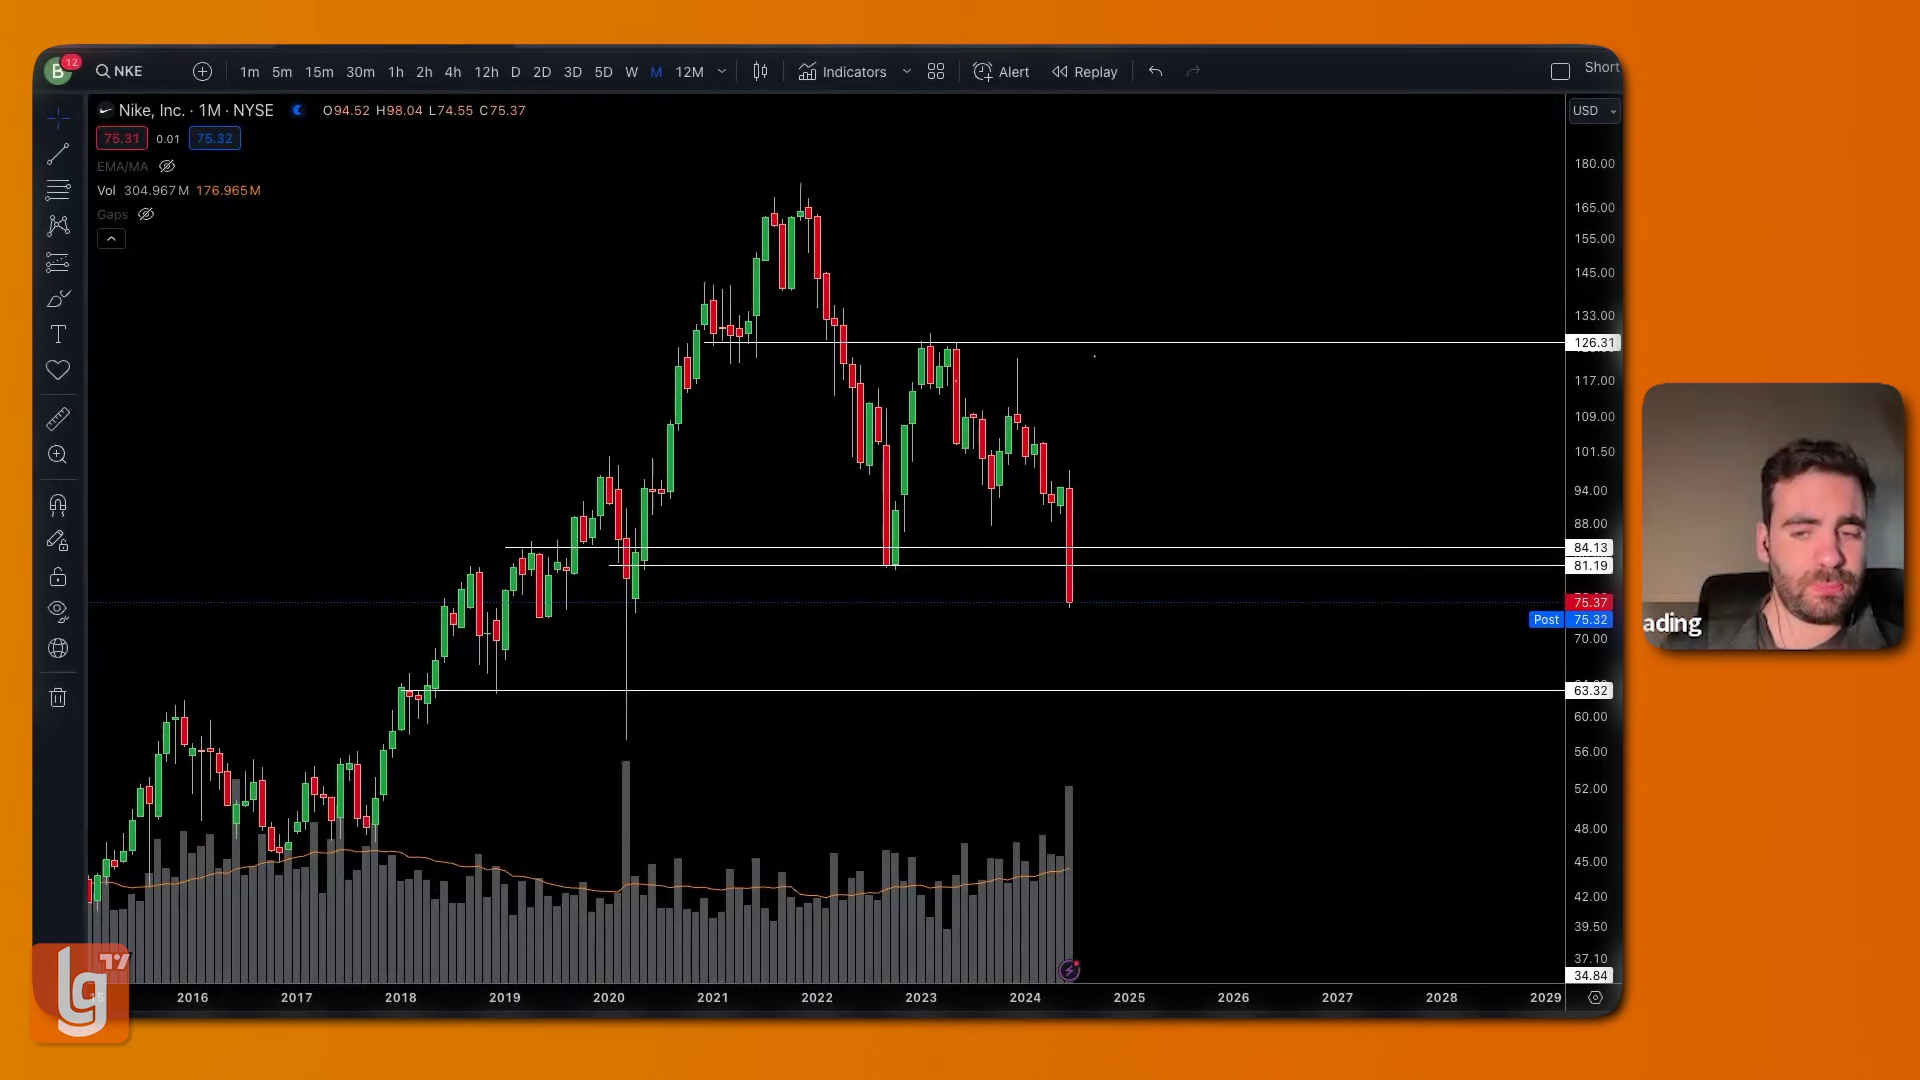 B 12 NKE 1m 5m 15m 30m 1h 2h 4h 12h D 2D 3D 5D W M 12M Indicators Alert Replay Short
Nike, Inc. · 1M · NYSE O94.52 H98.04 L74.55 C75.37 USD
75.31 0.01 75.32
EMA/MA
Vol 304.967M 176.965M
Gaps
180.00
165.00
155.00
145.00
133.00
126.31
117.00
109.00
101.50
94.00
88.00
84.13
81.19
75.37
Post 75.32
70.00
63.32
60.00
56.00
52.00
48.00
45.00
42.00
39.50
37.10
34.84
2016 2017 2018 2019 2020 2021 2022 2023 2024 2025 2026 2027 2028 2029
ading
lg